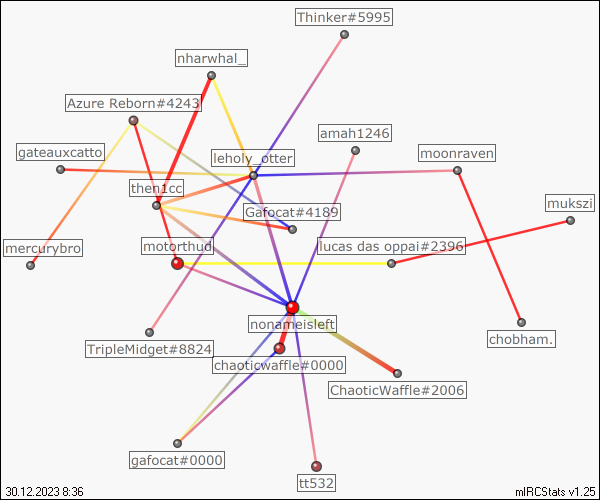 Thinker#5995
nharwhal_
Azure Reborn#4243
amah1246
gateauxcatto
leholy_otter
moonraven
then1cc
mukszi
Gafocat#4189
mercurybro
motorthud
lucas das oppai#2396
nonameisleft
chobham.
TripleMidget#8824
chaoticwaffle#0000
ChaoticWaffle#2006
gafocat#0000
tt532
30.12.2023 8:36
mIRCStats v1.25